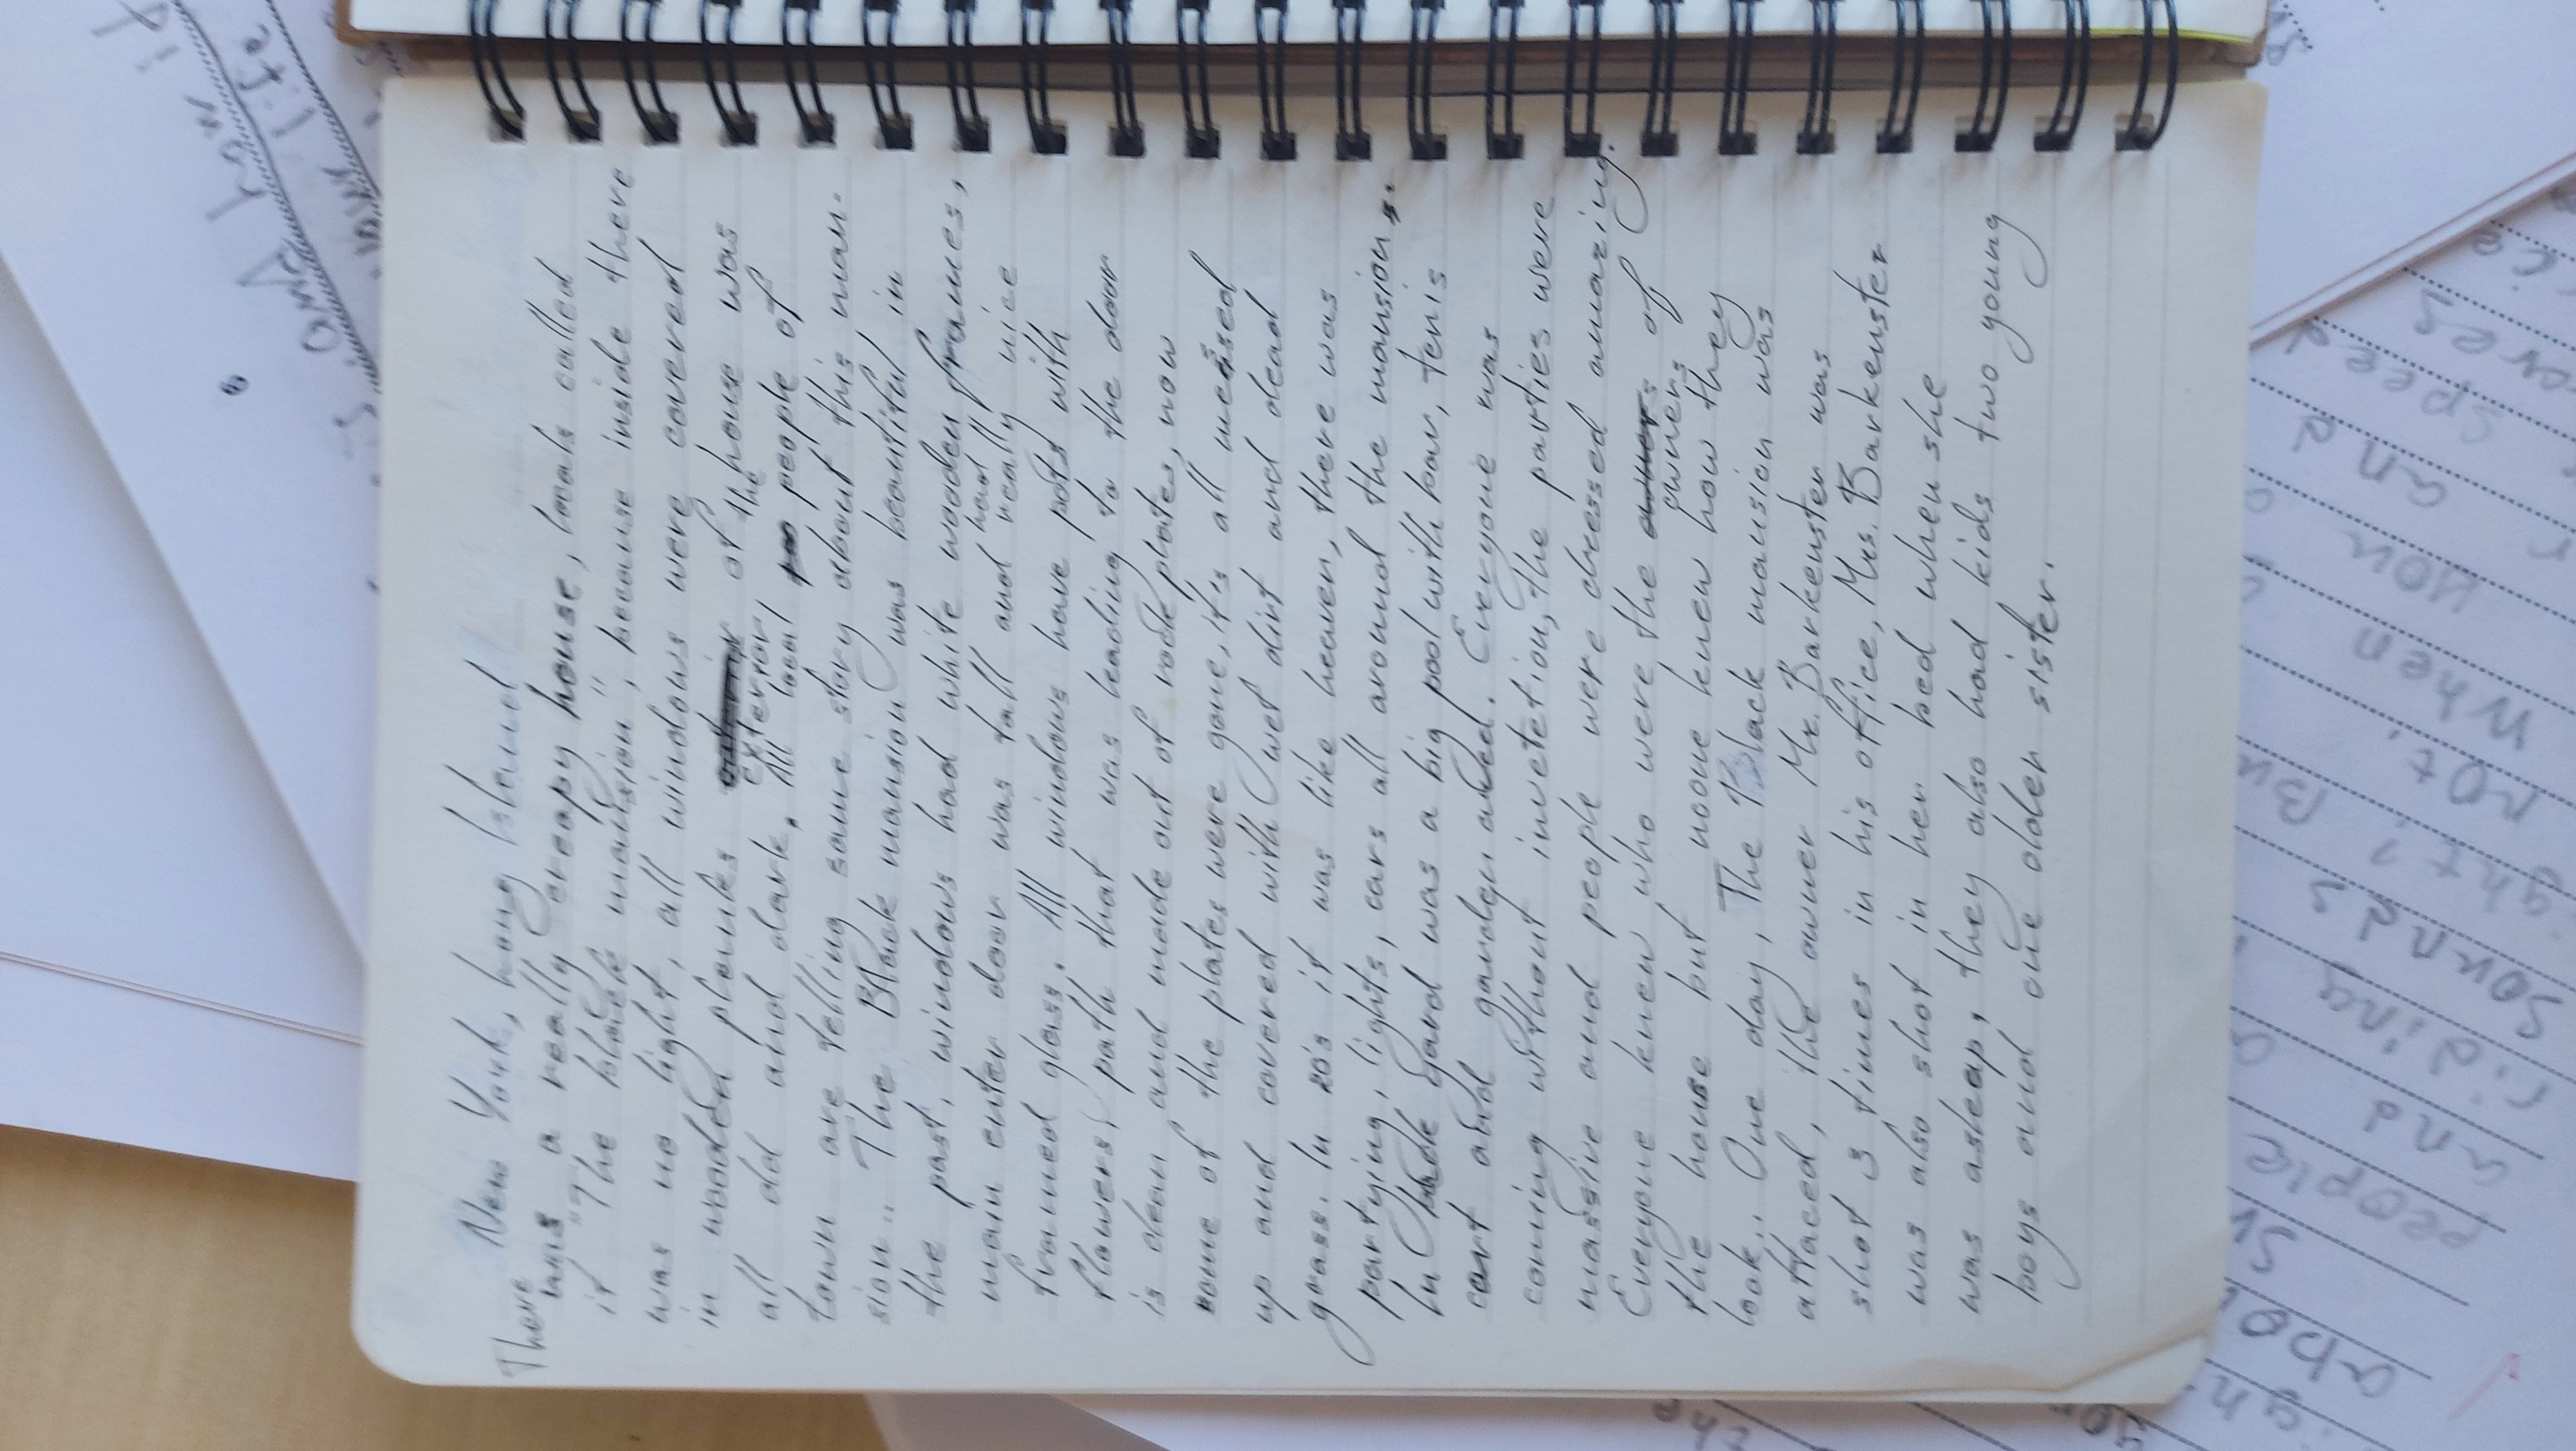 and how it
your life
New York, Long Island
There
was a really creapy house, locals called
it "The black mansion", because inside there
was no light, all windows were covered
in wooden planks exterior of the house was
all old and dark. All local people of
town are telling same story about this man-
sion.. The Black mansion was beautiful in
the past, windows had white wooden frames,
main enter door was tall and had really nice
framed glass. All windows have pots with
flowers, path that was leading to the door
is clean and made out of rock plates, now
some of the plates were gone, it's all messed
up and covered with wet dirt and dead
grass. In 20's it was like heaven, there was
partying, lights, cars all around the mansion..
In back yard was a big pool with bar, tenis
cort and garden area. Everyone was
coming without invetetion, the parties were
massive and people were dressed amazing.
Everyone knew who were the owners of
the house but noone knew how they
look.. One day, The Black mansion was
attaced, the owner Mr. Barkenster was
shot 3 times in his office, Mrs. Barkenster
was also shot in her bed when she
was asleap, they also had kids two young
boys and one older sister.
the
people
and
riding
sounds
not.
When
you
and
speed